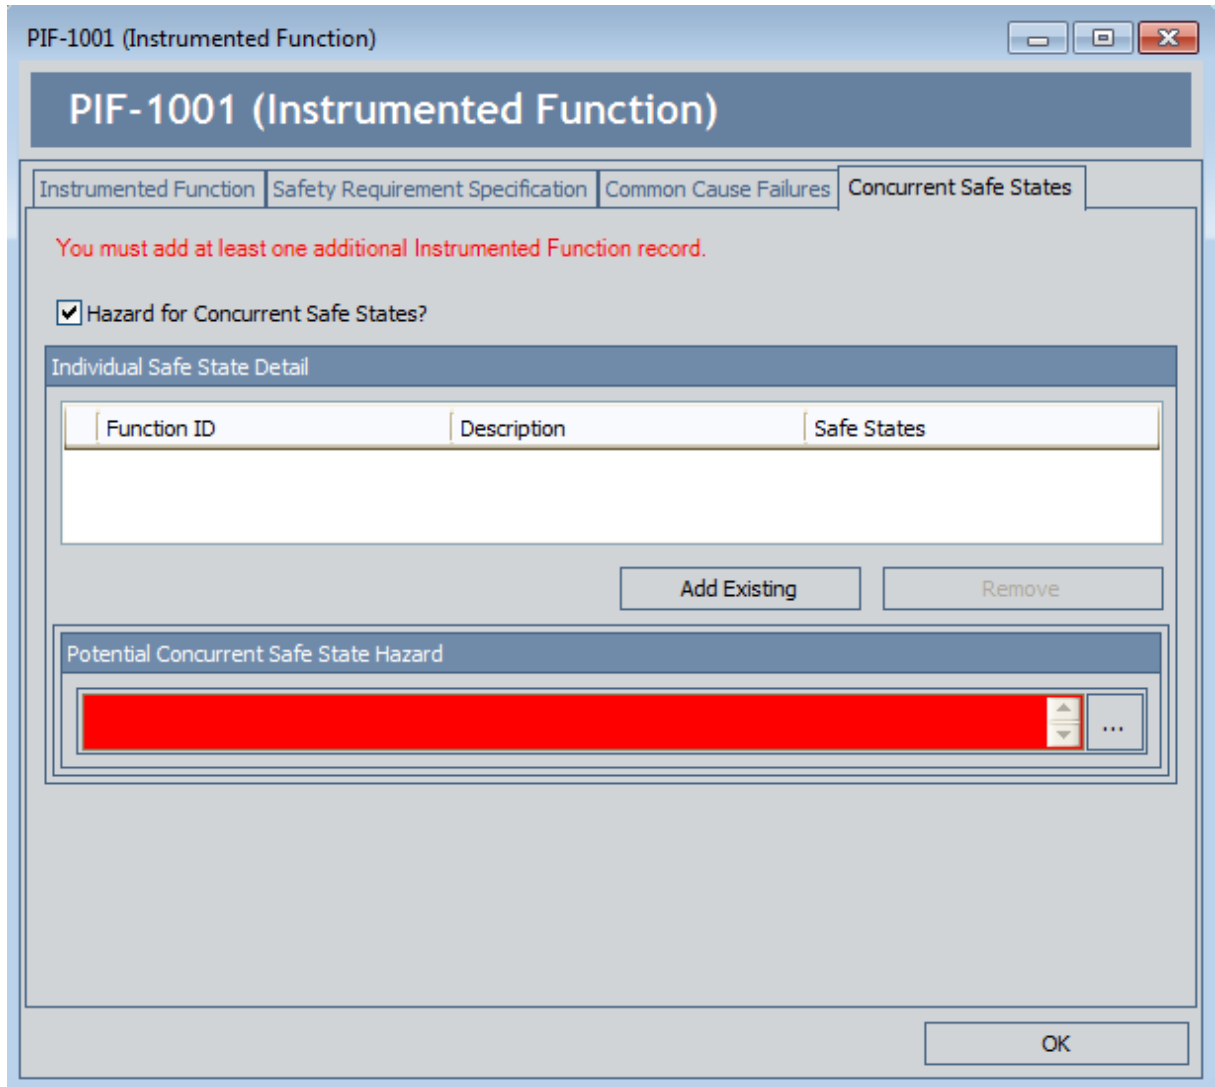 PIF-1001 (Instrumented Function)
PIF-1001 (Instrumented Function)
Instrumented Function Safety Requirement Specification Common Cause Failures Concurrent Safe States
You must add at least one additional Instrumented Function record.
Hazard for Concurrent Safe States?
Individual Safe State Detail
Function ID Description Safe States
Add Existing Remove
Potential Concurrent Safe State Hazard
...
OK